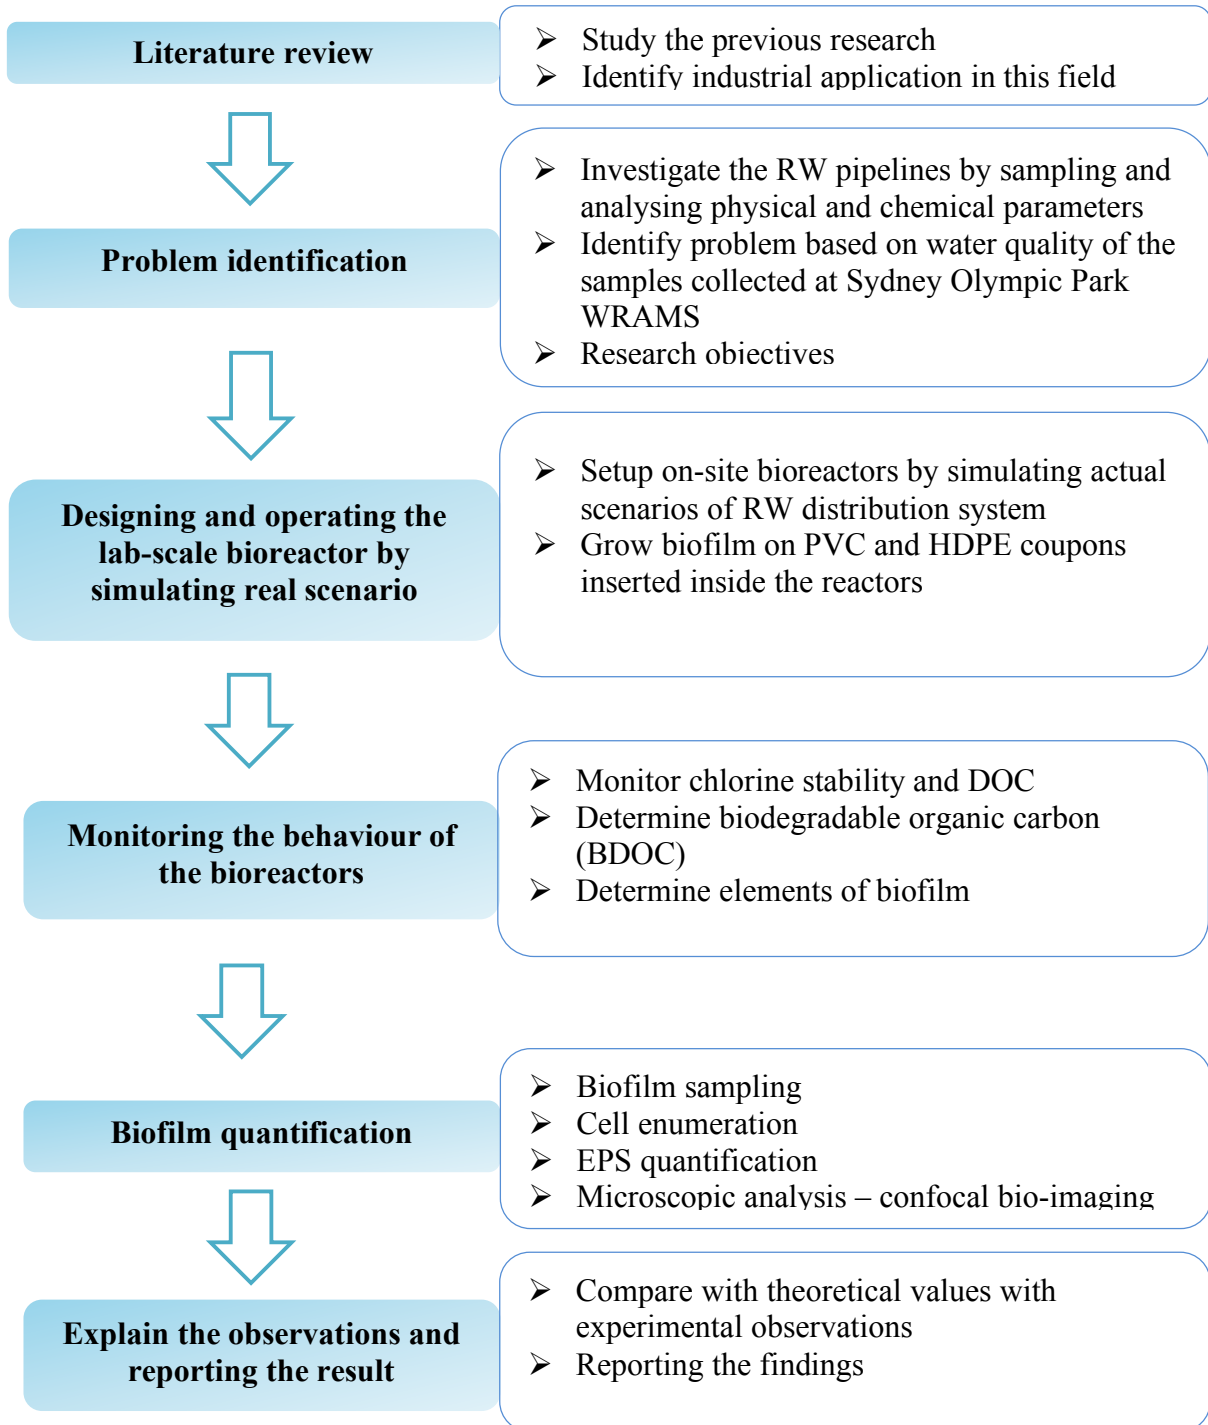 Literature review
➢ Study the previous research
➢ Identify industrial application in this field
Problem identification
➢ Investigate the RW pipelines by sampling and
analysing physical and chemical parameters
➢ Identify problem based on water quality of the
samples collected at Sydney Olympic Park
WRAMS
➢ Research objectives
Designing and operating the
lab-scale bioreactor by
simulating real scenario
➢ Setup on-site bioreactors by simulating actual
scenarios of RW distribution system
➢ Grow biofilm on PVC and HDPE coupons
inserted inside the reactors
Monitoring the behaviour of
the bioreactors
➢ Monitor chlorine stability and DOC
➢ Determine biodegradable organic carbon
(BDOC)
➢ Determine elements of biofilm
Biofilm quantification
➢ Biofilm sampling
➢ Cell enumeration
➢ EPS quantification
➢ Microscopic analysis – confocal bio-imaging
Explain the observations and
reporting the result
➢ Compare with theoretical values with
experimental observations
➢ Reporting the findings